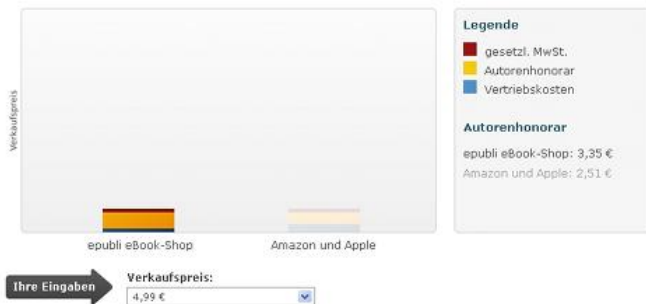 Verkaufspreis
epubli eBook-Shop
Amazon und Apple
Legende
gesetzl. MwSt.
Autorenhonorar
Vertriebskosten
Autorenhonorar
epubli eBook-Shop: 3,35 €
Amazon und Apple: 2,51 €
Ihre Eingaben
Verkaufspreis:
4,99 €